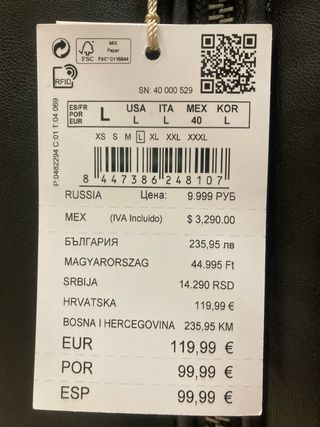 MIX
Paper
FSC
FSC® C116844
RFID
SN: 40 000 529
P:0462204 C:01 T:04 069
ES/FR POR EUR L USA L ITA L MEX 40 KOR L
XS S M L XL XXL XXXL
8 447386 248107
RUSSIA Цена: 9.999 РУБ
MEX (IVA Incluido) $ 3,290.00
БЪЛГАРИЯ 235,95 лв
MAGYARORSZAG 44.995 Ft
SRBIJA 14.290 RSD
HRVATSKA 119,99 €
BOSNA I HERCEGOVINA 235,95 KM
EUR 119,99 €
POR 99,99 €
ESP 99,99 €